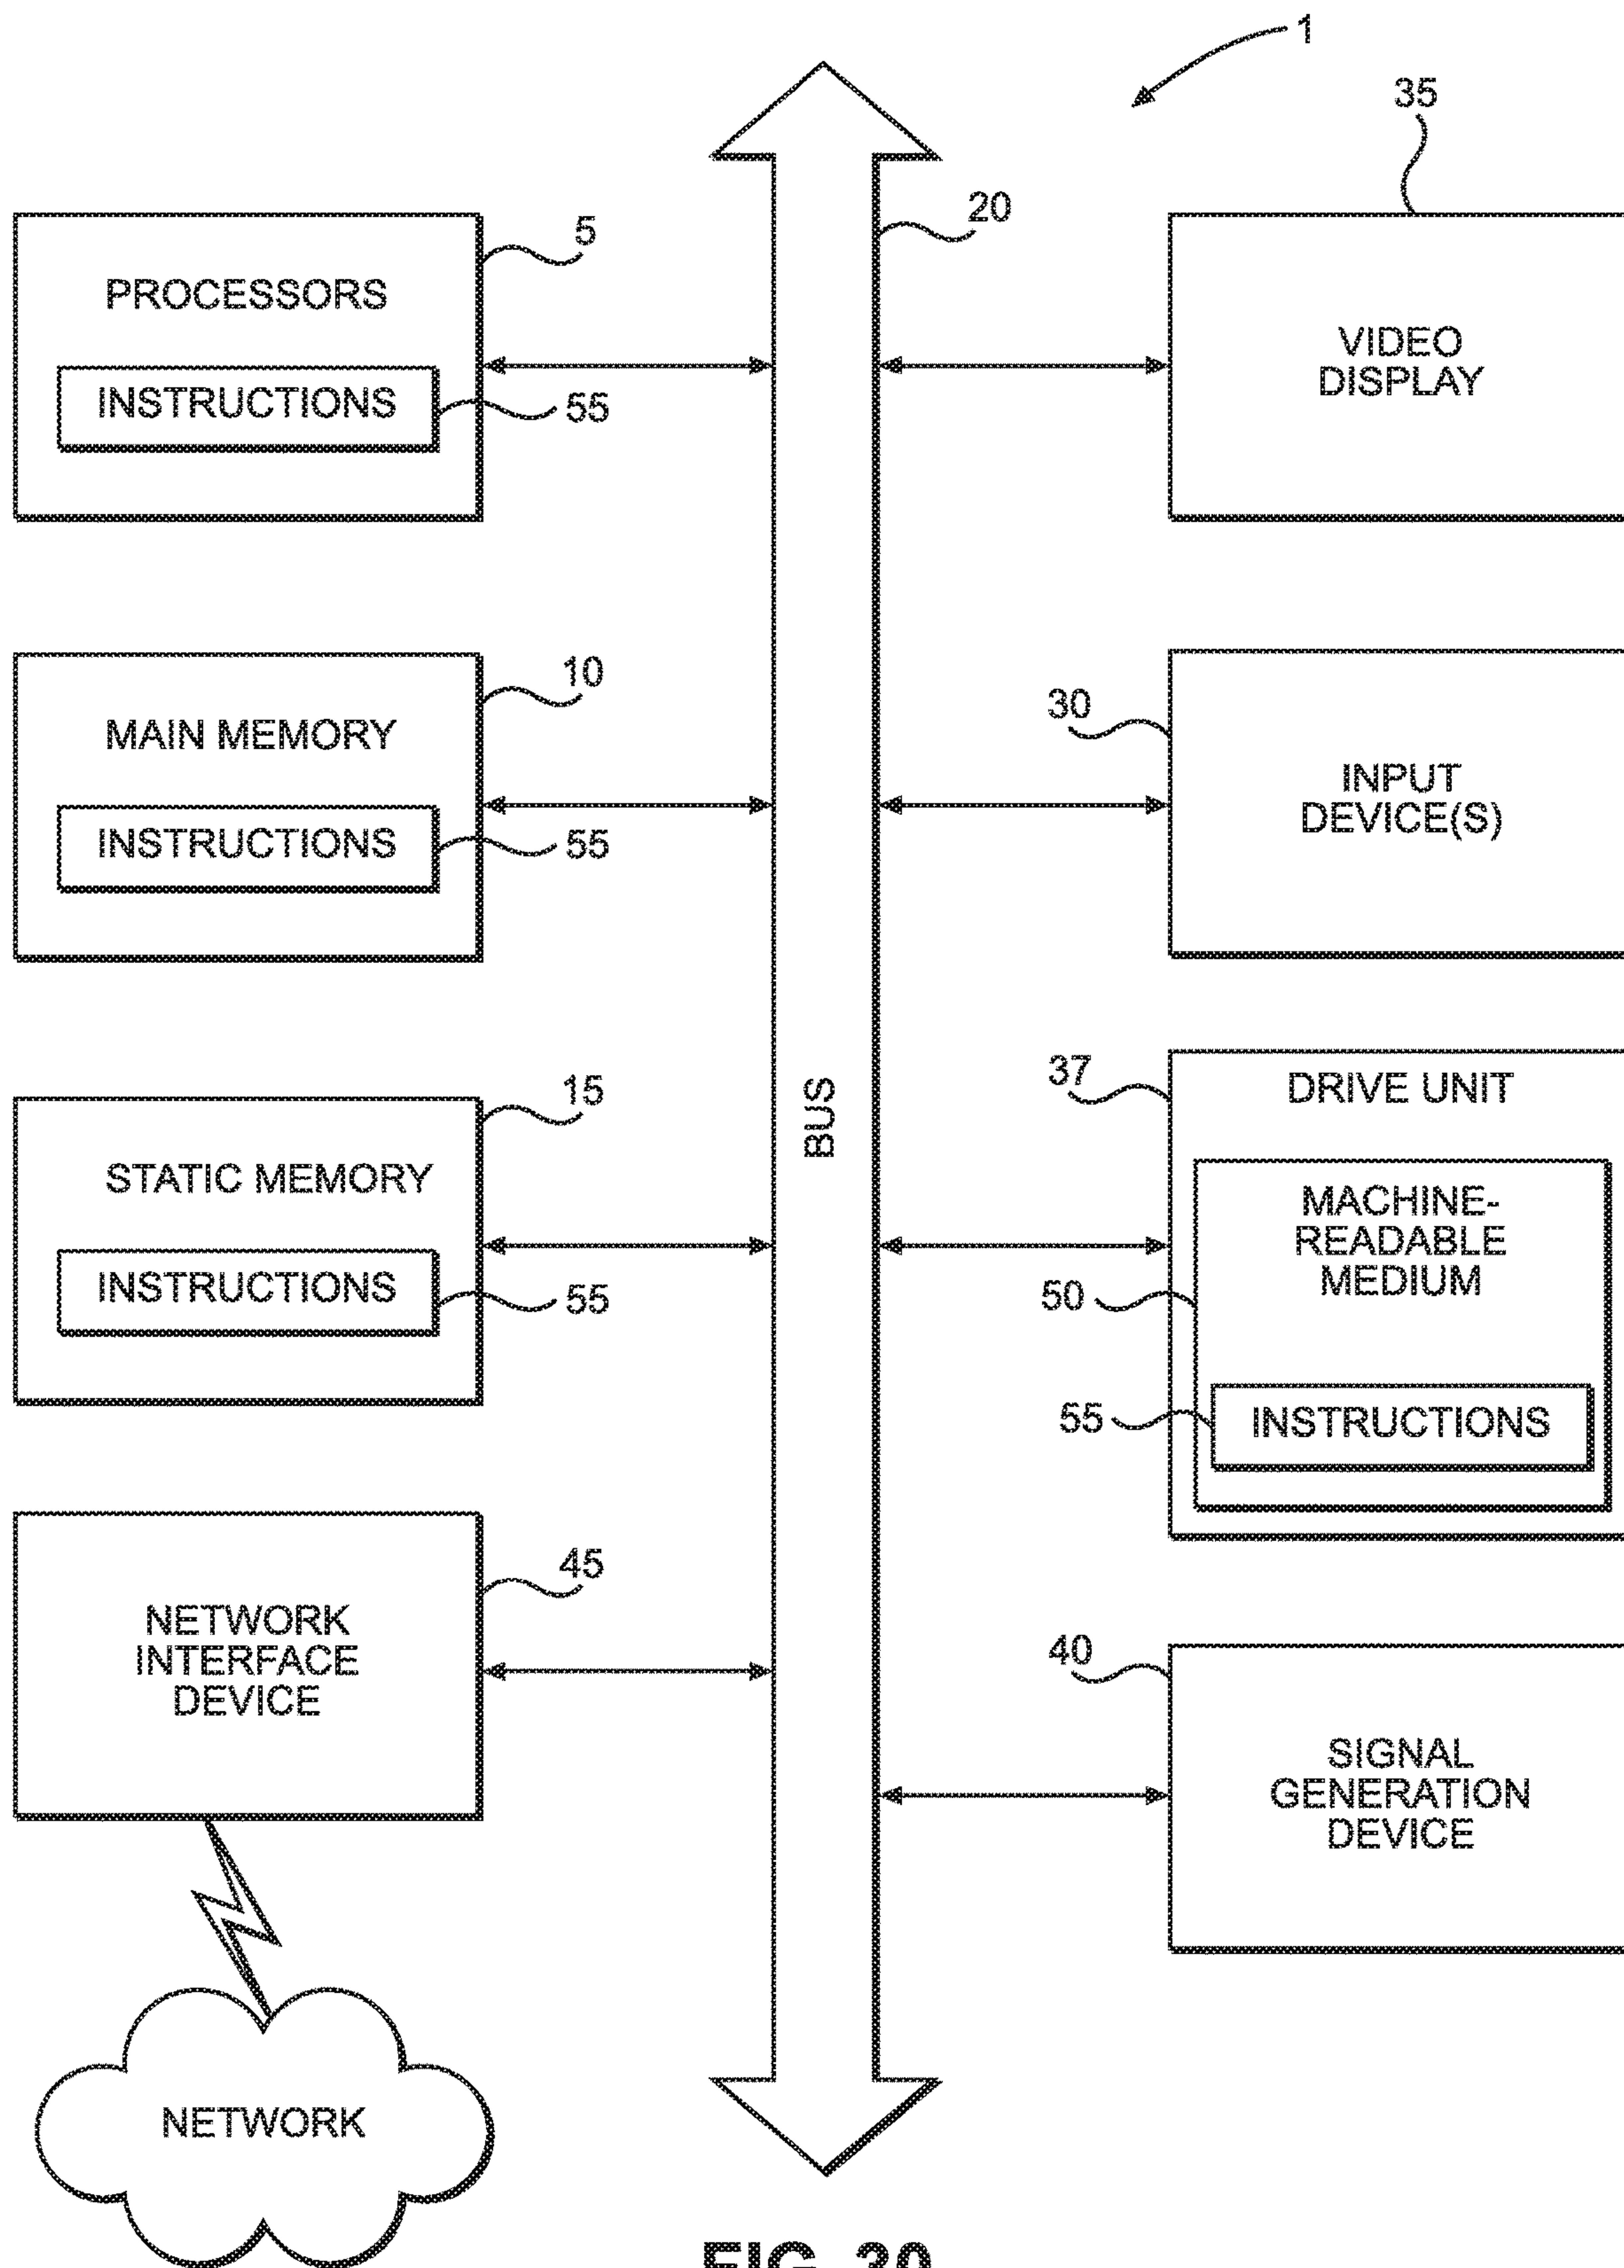 1
35
20
5
PROCESSORS
INSTRUCTIONS
55
VIDEO
DISPLAY
10
MAIN MEMORY
INSTRUCTIONS
55
30
INPUT
DEVICE(S)
15
STATIC MEMORY
INSTRUCTIONS
55
BUS
37
DRIVE UNIT
MACHINE-
READABLE
MEDIUM
50
55
INSTRUCTIONS
45
NETWORK
INTERFACE
DEVICE
40
SIGNAL
GENERATION
DEVICE
NETWORK
FIG. 30